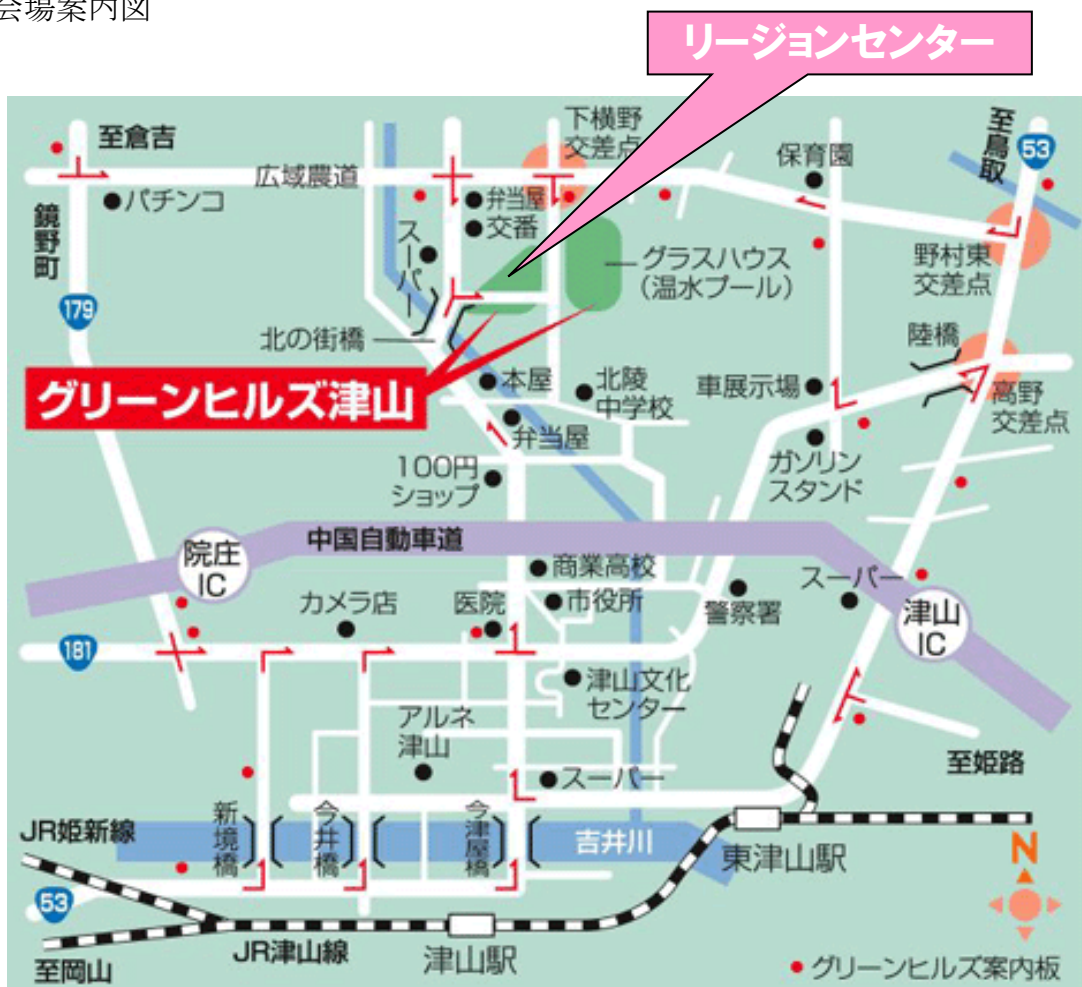 会場案内図
リージョンセンター
至倉吉
広域農道
下横野
交差点
保育園
至鳥取
53
パチンコ
弁当屋
交番
スーパー
鏡野町
グラスハウス
(温水プール)
野村東
交差点
179
北の街橋
陸橋
グリーンヒルズ津山
本屋
北陵
中学校
車展示場
高野
交差点
弁当屋
100円
ショップ
ガソリン
スタンド
中国自動車道
院庄
IC
商業高校
スーパー
カメラ店
医院
市役所
警察署
津山
IC
181
津山文化
センター
アルネ
津山
至姫路
スーパー
JR姫新線
新境橋
今井橋
今津屋橋
吉井川
東津山駅
N
53
JR津山線
津山駅
至岡山
グリーンヒルズ案内板